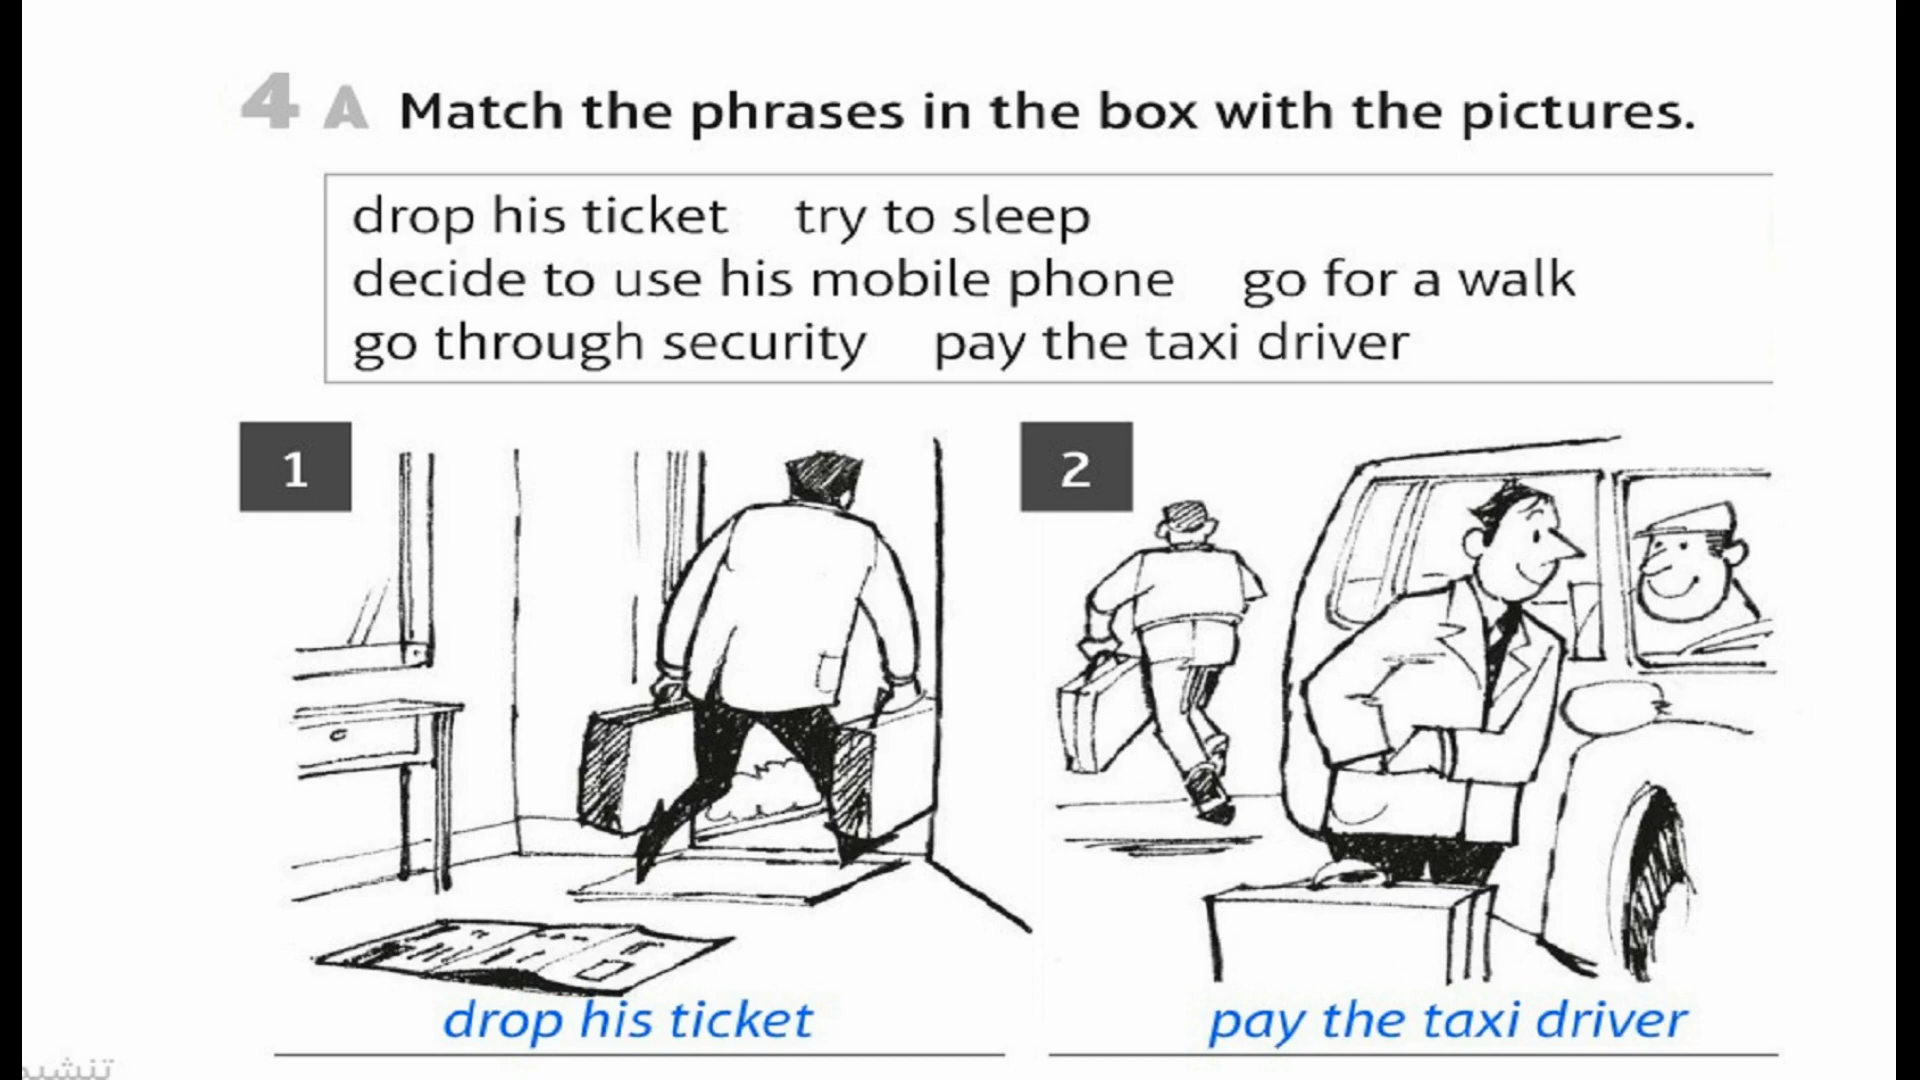 4 A Match the phrases in the box with the pictures.
drop his ticket try to sleep
decide to use his mobile phone go for a walk
go through security pay the taxi driver
1
2
drop his ticket
pay the taxi driver